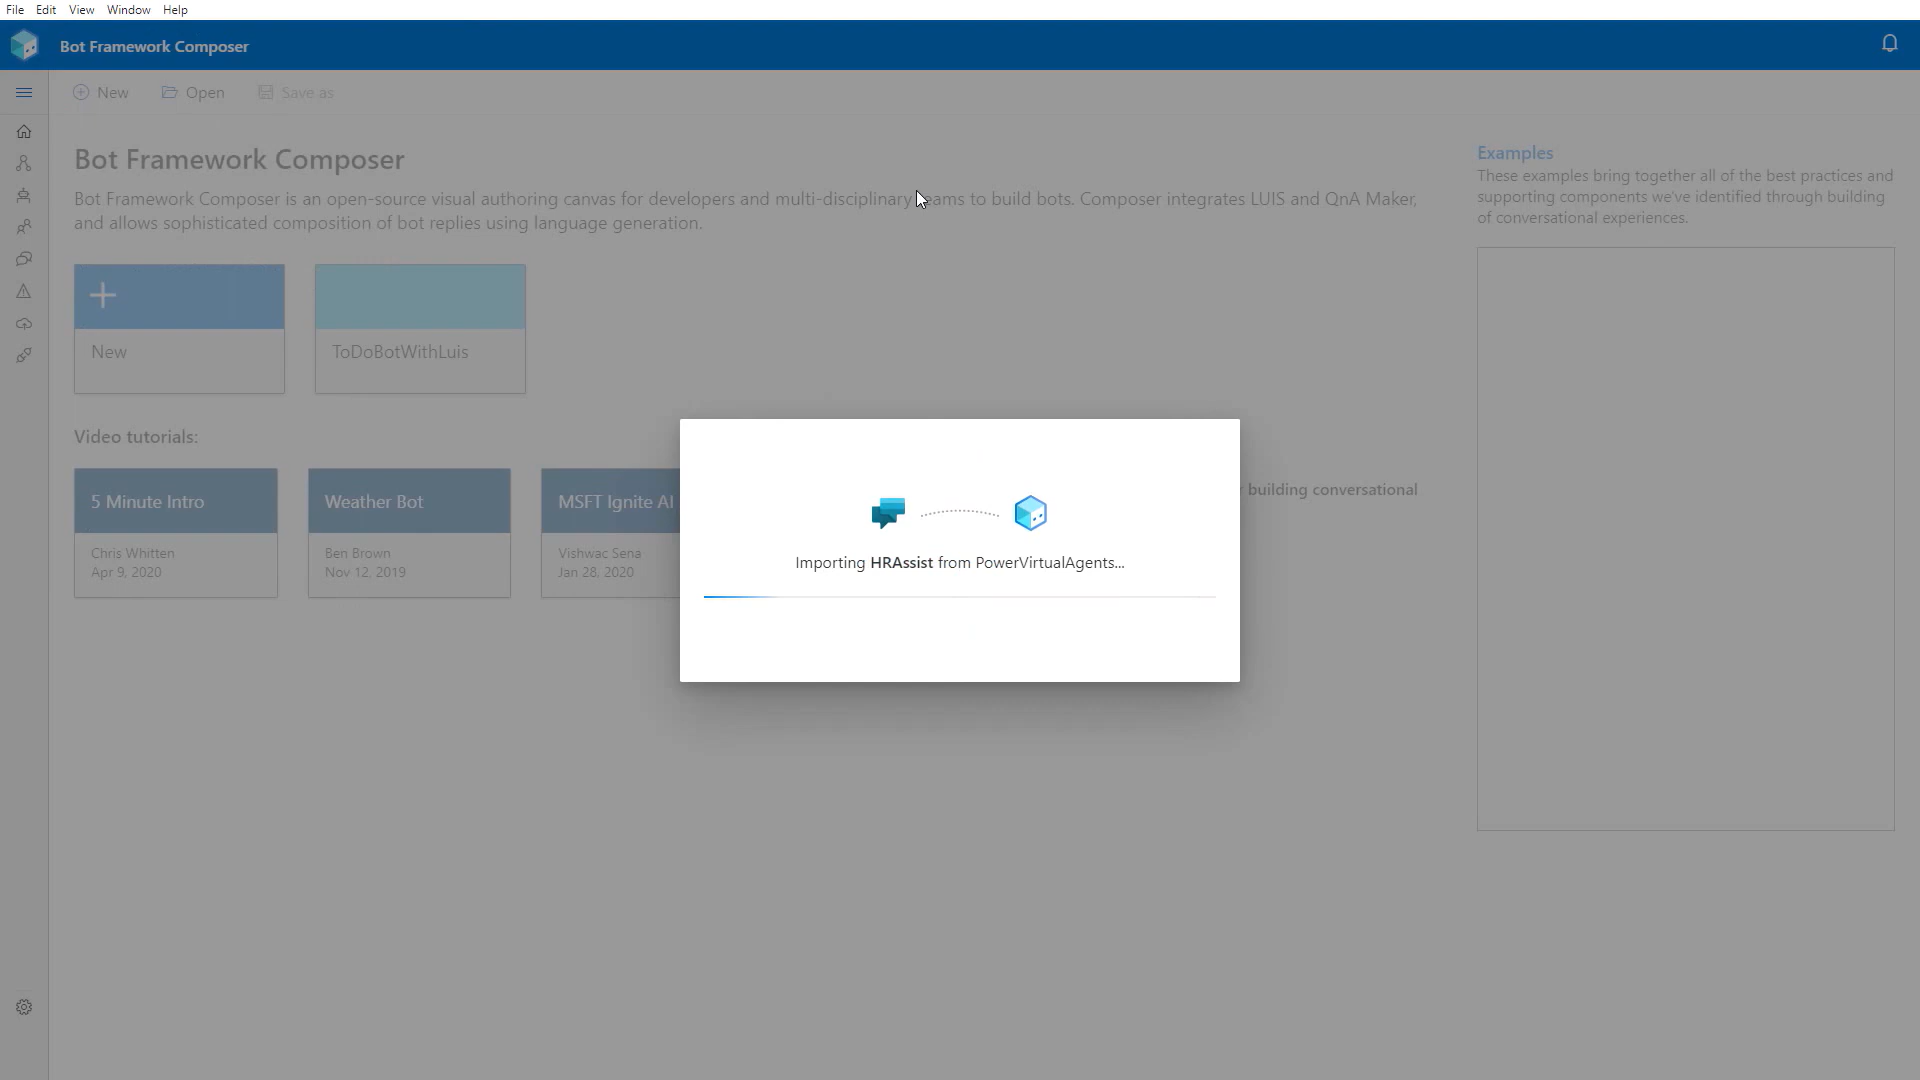 File Edit View Window Help
Bot Framework Composer
New Open Save as
Bot Framework Composer
Bot Framework Composer is an open-source visual authoring canvas for developers and multi-disciplinary teams to build bots. Composer integrates LUIS and QnA Maker,
and allows sophisticated composition of bot replies using language generation.
New
ToDoBotWithLuis
Video tutorials:
5 Minute Intro
Chris Whitten
Apr 9, 2020
Weather Bot
Ben Brown
Nov 12, 2019
MSFT Ignite AI
Vishwac Sena
Jan 28, 2020
building conversational
Importing HRAssist from PowerVirtualAgents...
Examples
These examples bring together all of the best practices and
supporting components we've identified through building
of conversational experiences.